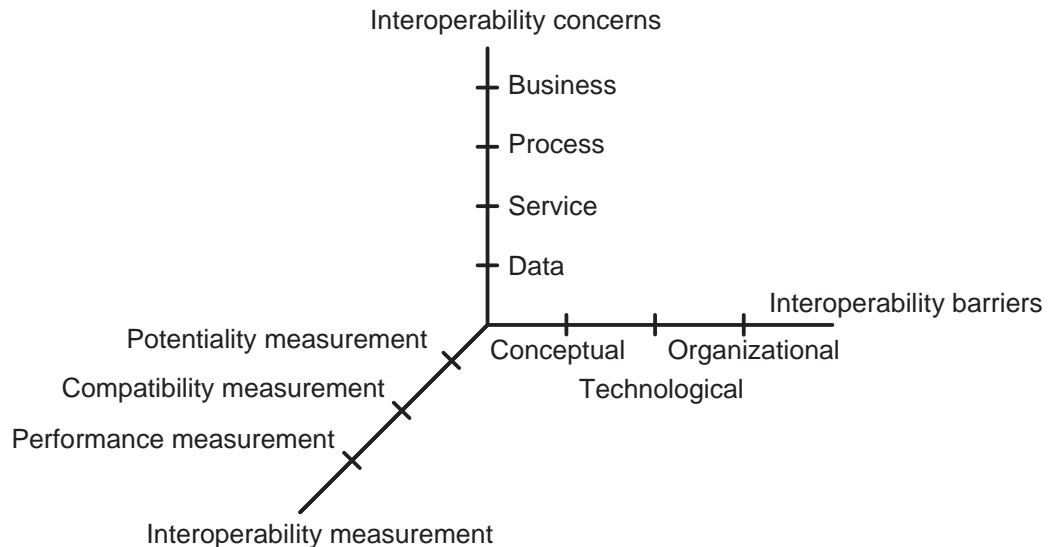 Interoperability concerns
Business
Process
Service
Data
Interoperability barriers
Potentiality measurement
Conceptual
Organizational
Technological
Compatibility measurement
Performance measurement
Interoperability measurement